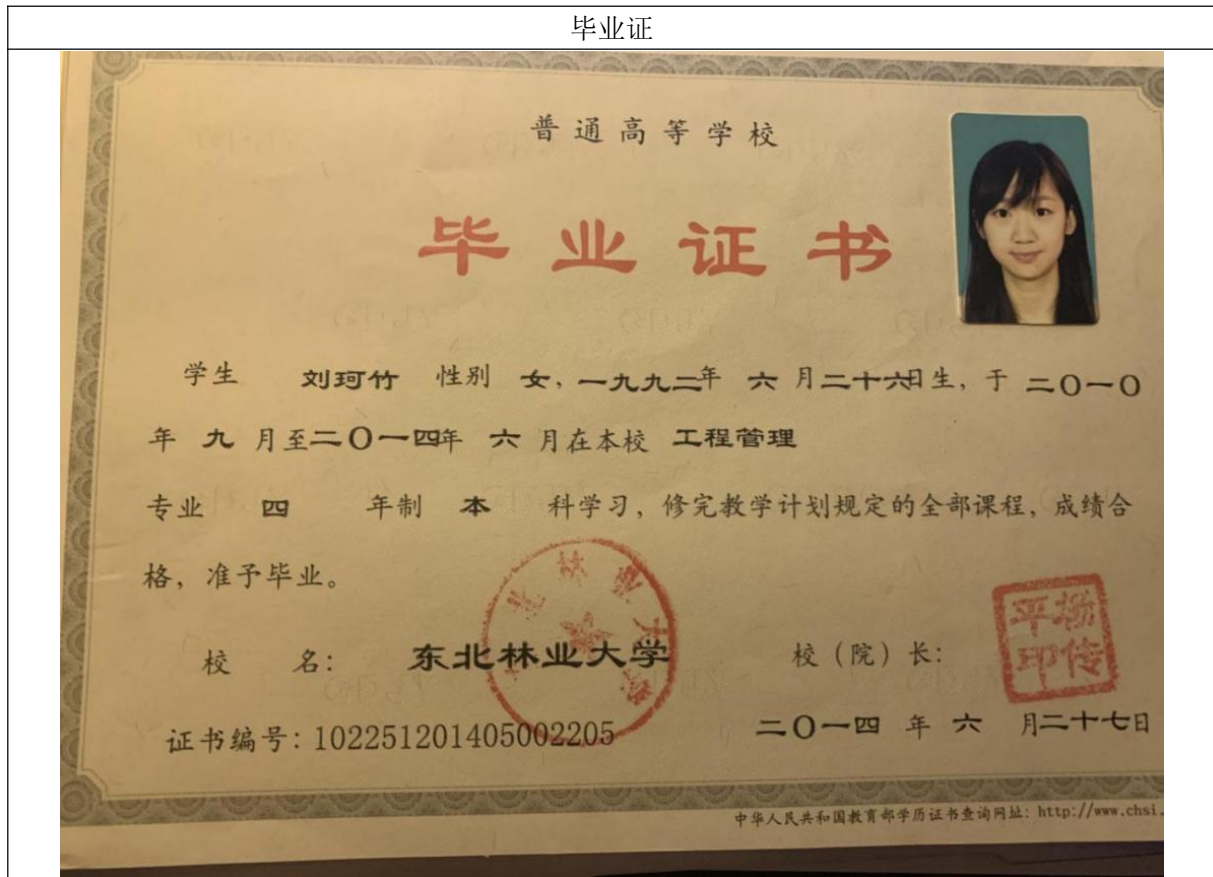 毕业证
普通高等学校
毕业证书
学生 刘珂竹 性别 女，一九九二年 六 月二十六日生，于 二〇一〇
年 九 月至二〇一四年 六 月在本校 工程管理
专业 四 年制 本 科学习，修完教学计划规定的全部课程，成绩合
格，准予毕业。
校 名： 东北林业大学 校（院）长：
杨传平印
证书编号：102251201405002205 二〇一四 年 六 月二十七日
中华人民共和国教育部学历证书查询网址：http://www.chsi.